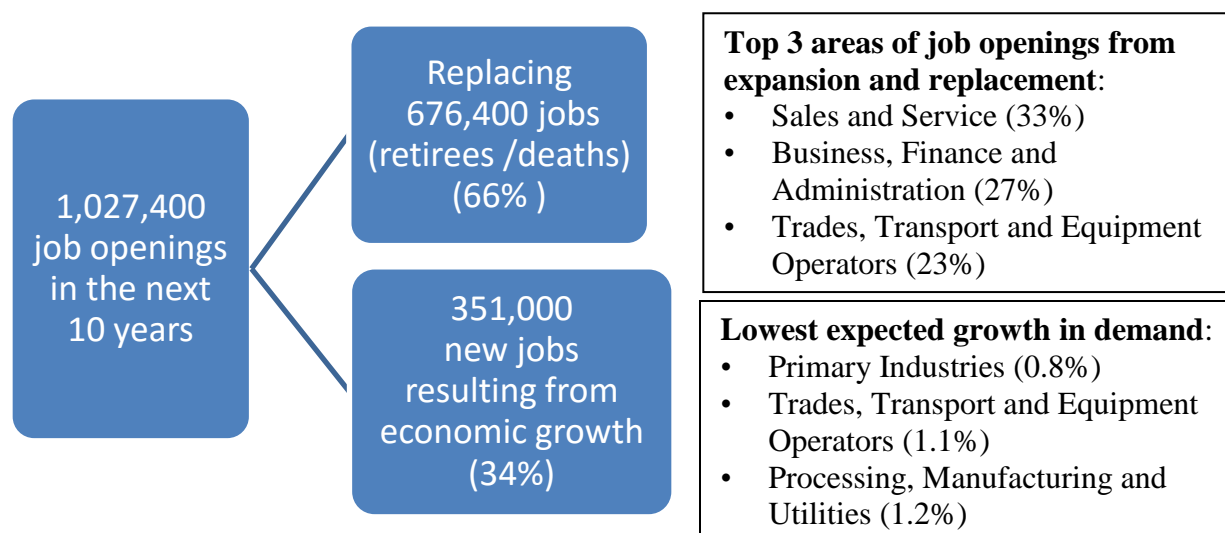 1,027,400
job openings
in the next
10 years
Replacing
676,400 jobs
(retirees /deaths)
(66% )
351,000
new jobs
resulting from
economic growth
(34%)
Top 3 areas of job openings from
expansion and replacement:
• Sales and Service (33%)
• Business, Finance and
Administration (27%)
• Trades, Transport and Equipment
Operators (23%)
Lowest expected growth in demand:
• Primary Industries (0.8%)
• Trades, Transport and Equipment
Operators (1.1%)
• Processing, Manufacturing and
Utilities (1.2%)